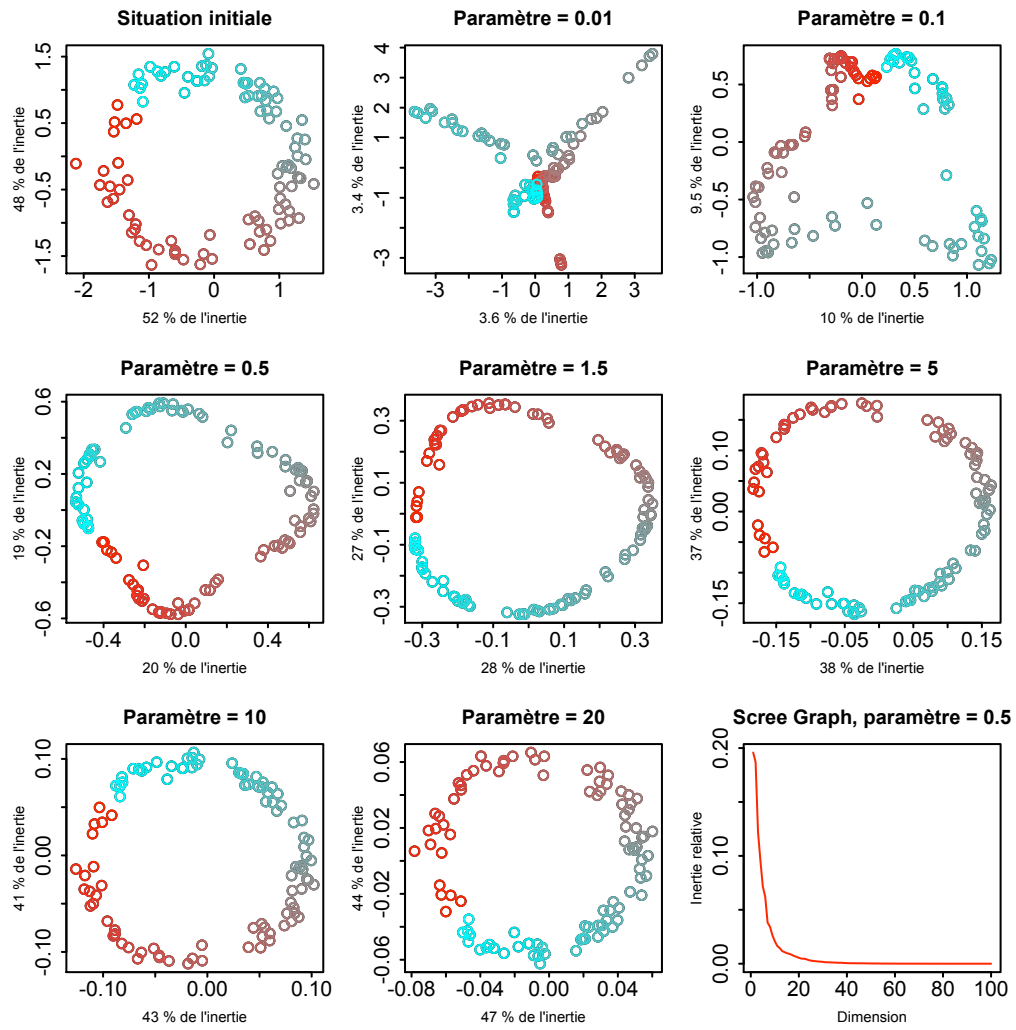 Situation initiale
48 % de l'inertie
1.5
0.5
-0.5
-1.5
-2 -1 0 1
52 % de l'inertie
Paramètre = 0.01
3.4 % de l'inertie
4
3
1
-1
-3
-3 -1 0 1 2 3
3.6 % de l'inertie
Paramètre = 0.1
9.5 % de l'inertie
0.5
0.0
-0.5
-1.0
-1.0 0.0 0.5 1.0
10 % de l'inertie
Paramètre = 0.5
19 % de l'inertie
0.6
0.2
-0.2
-0.6
-0.4 0.0 0.4
20 % de l'inertie
Paramètre = 1.5
27 % de l'inertie
0.3
0.1
-0.1
-0.3
-0.3 -0.1 0.1 0.3
28 % de l'inertie
Paramètre = 5
37 % de l'inertie
0.10
0.00
-0.15
-0.15 -0.05 0.05 0.15
38 % de l'inertie
Paramètre = 10
41 % de l'inertie
0.10
0.00
-0.10
-0.10 0.00 0.10
43 % de l'inertie
Paramètre = 20
44 % de l'inertie
0.06
0.02
-0.02
-0.06
-0.08 -0.04 0.00 0.04
47 % de l'inertie
Scree Graph, paramètre = 0.5
Inertie relative
0.20
0.10
0.00
0 20 40 60 80 100
Dimension